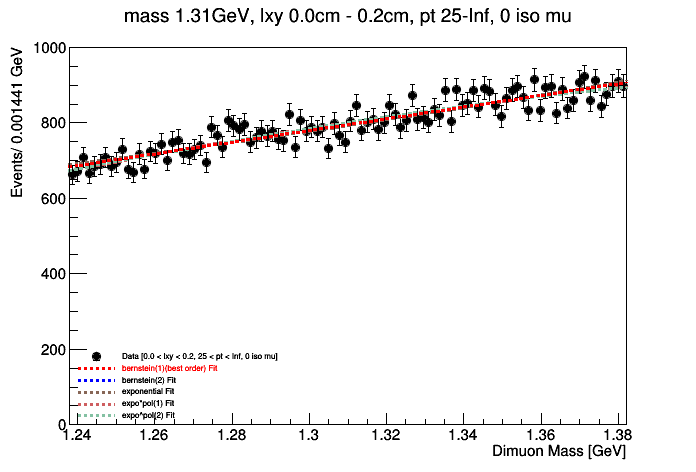 mass 1.31GeV, lxy 0.0cm - 0.2cm, pt 25-Inf, 0 iso mu
Events/ 0.001441 GeV
1000
800
600
400
200
0
Data [0.0 < lxy < 0.2, 25 < pt < Inf, 0 iso mu]
bernstein(1)(best order) Fit
bernstein(2) Fit
exponential Fit
expo*pol(1) Fit
expo*pol(2) Fit
1.24 1.26 1.28 1.3 1.32 1.34 1.36 1.38
Dimuon Mass [GeV]